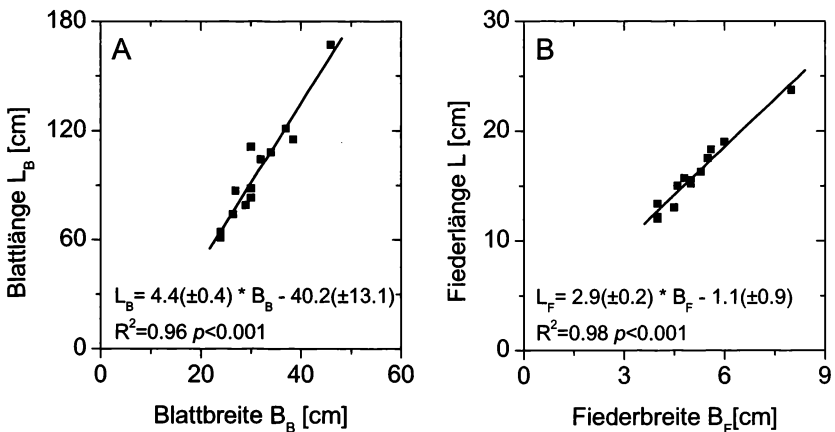 A
Blattlänge L_B [cm]
180
120
60
0
L_B= 4.4(±0.4) * B_B - 40.2(±13.1)
R²=0.96 p<0.001
0 20 40 60
Blattbreite B_B [cm]
B
Fiederlänge L [cm]
30
20
10
0
L_F= 2.9(±0.2) * B_F - 1.1(±0.9)
R²=0.98 p<0.001
0 3 6 9
Fiederbreite B_F[cm]